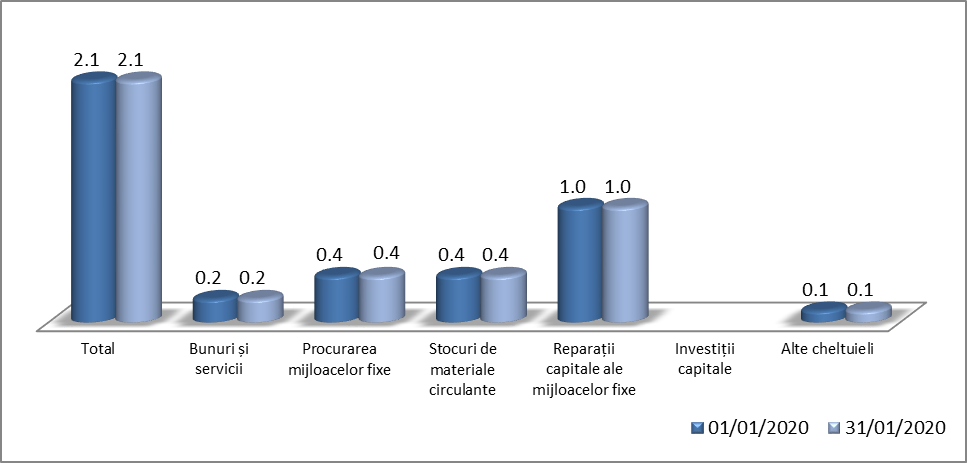 2.1 2.1
0.2 0.2
0.4 0.4
0.4 0.4
1.0 1.0
0.1 0.1
Total
Bunuri și
servicii
Procurarea
mijloacelor fixe
Stocuri de
materiale
circulante
Reparații
capitale ale
mijloacelor fixe
Investiții
capitale
Alte cheltuieli
01/01/2020
31/01/2020